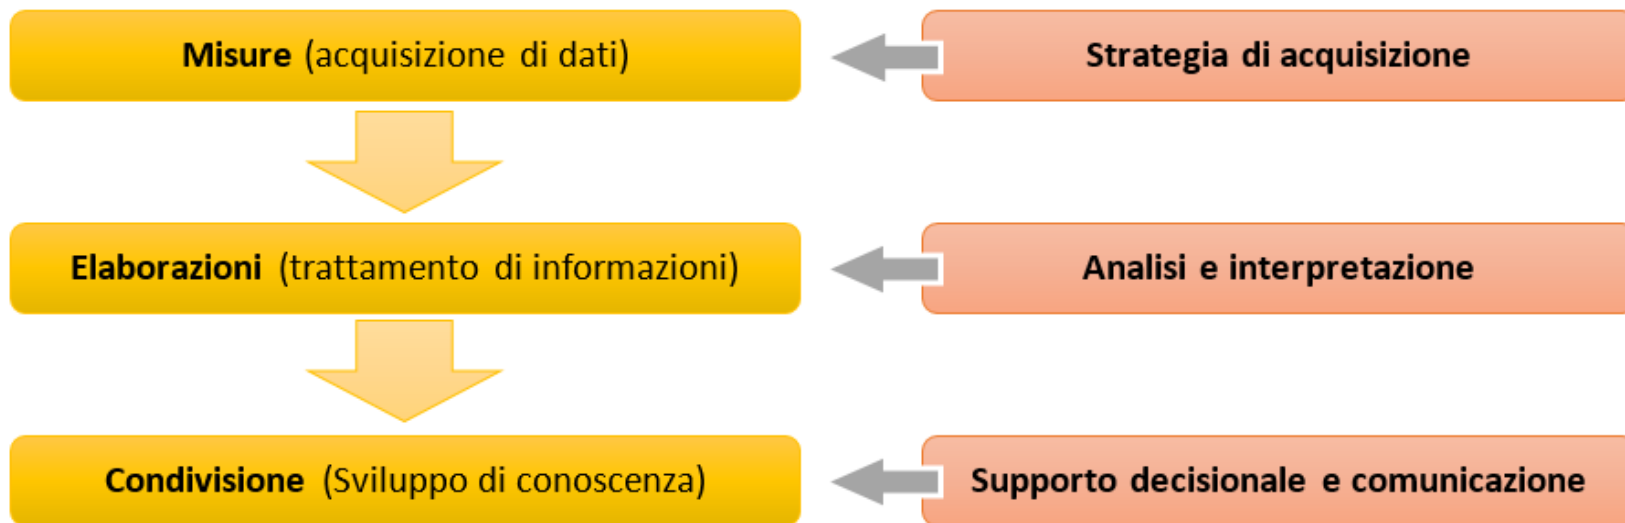 Misure (acquisizione di dati)
Strategia di acquisizione
Elaborazioni (trattamento di informazioni)
Analisi e interpretazione
Condivisione (Sviluppo di conoscenza)
Supporto decisionale e comunicazione